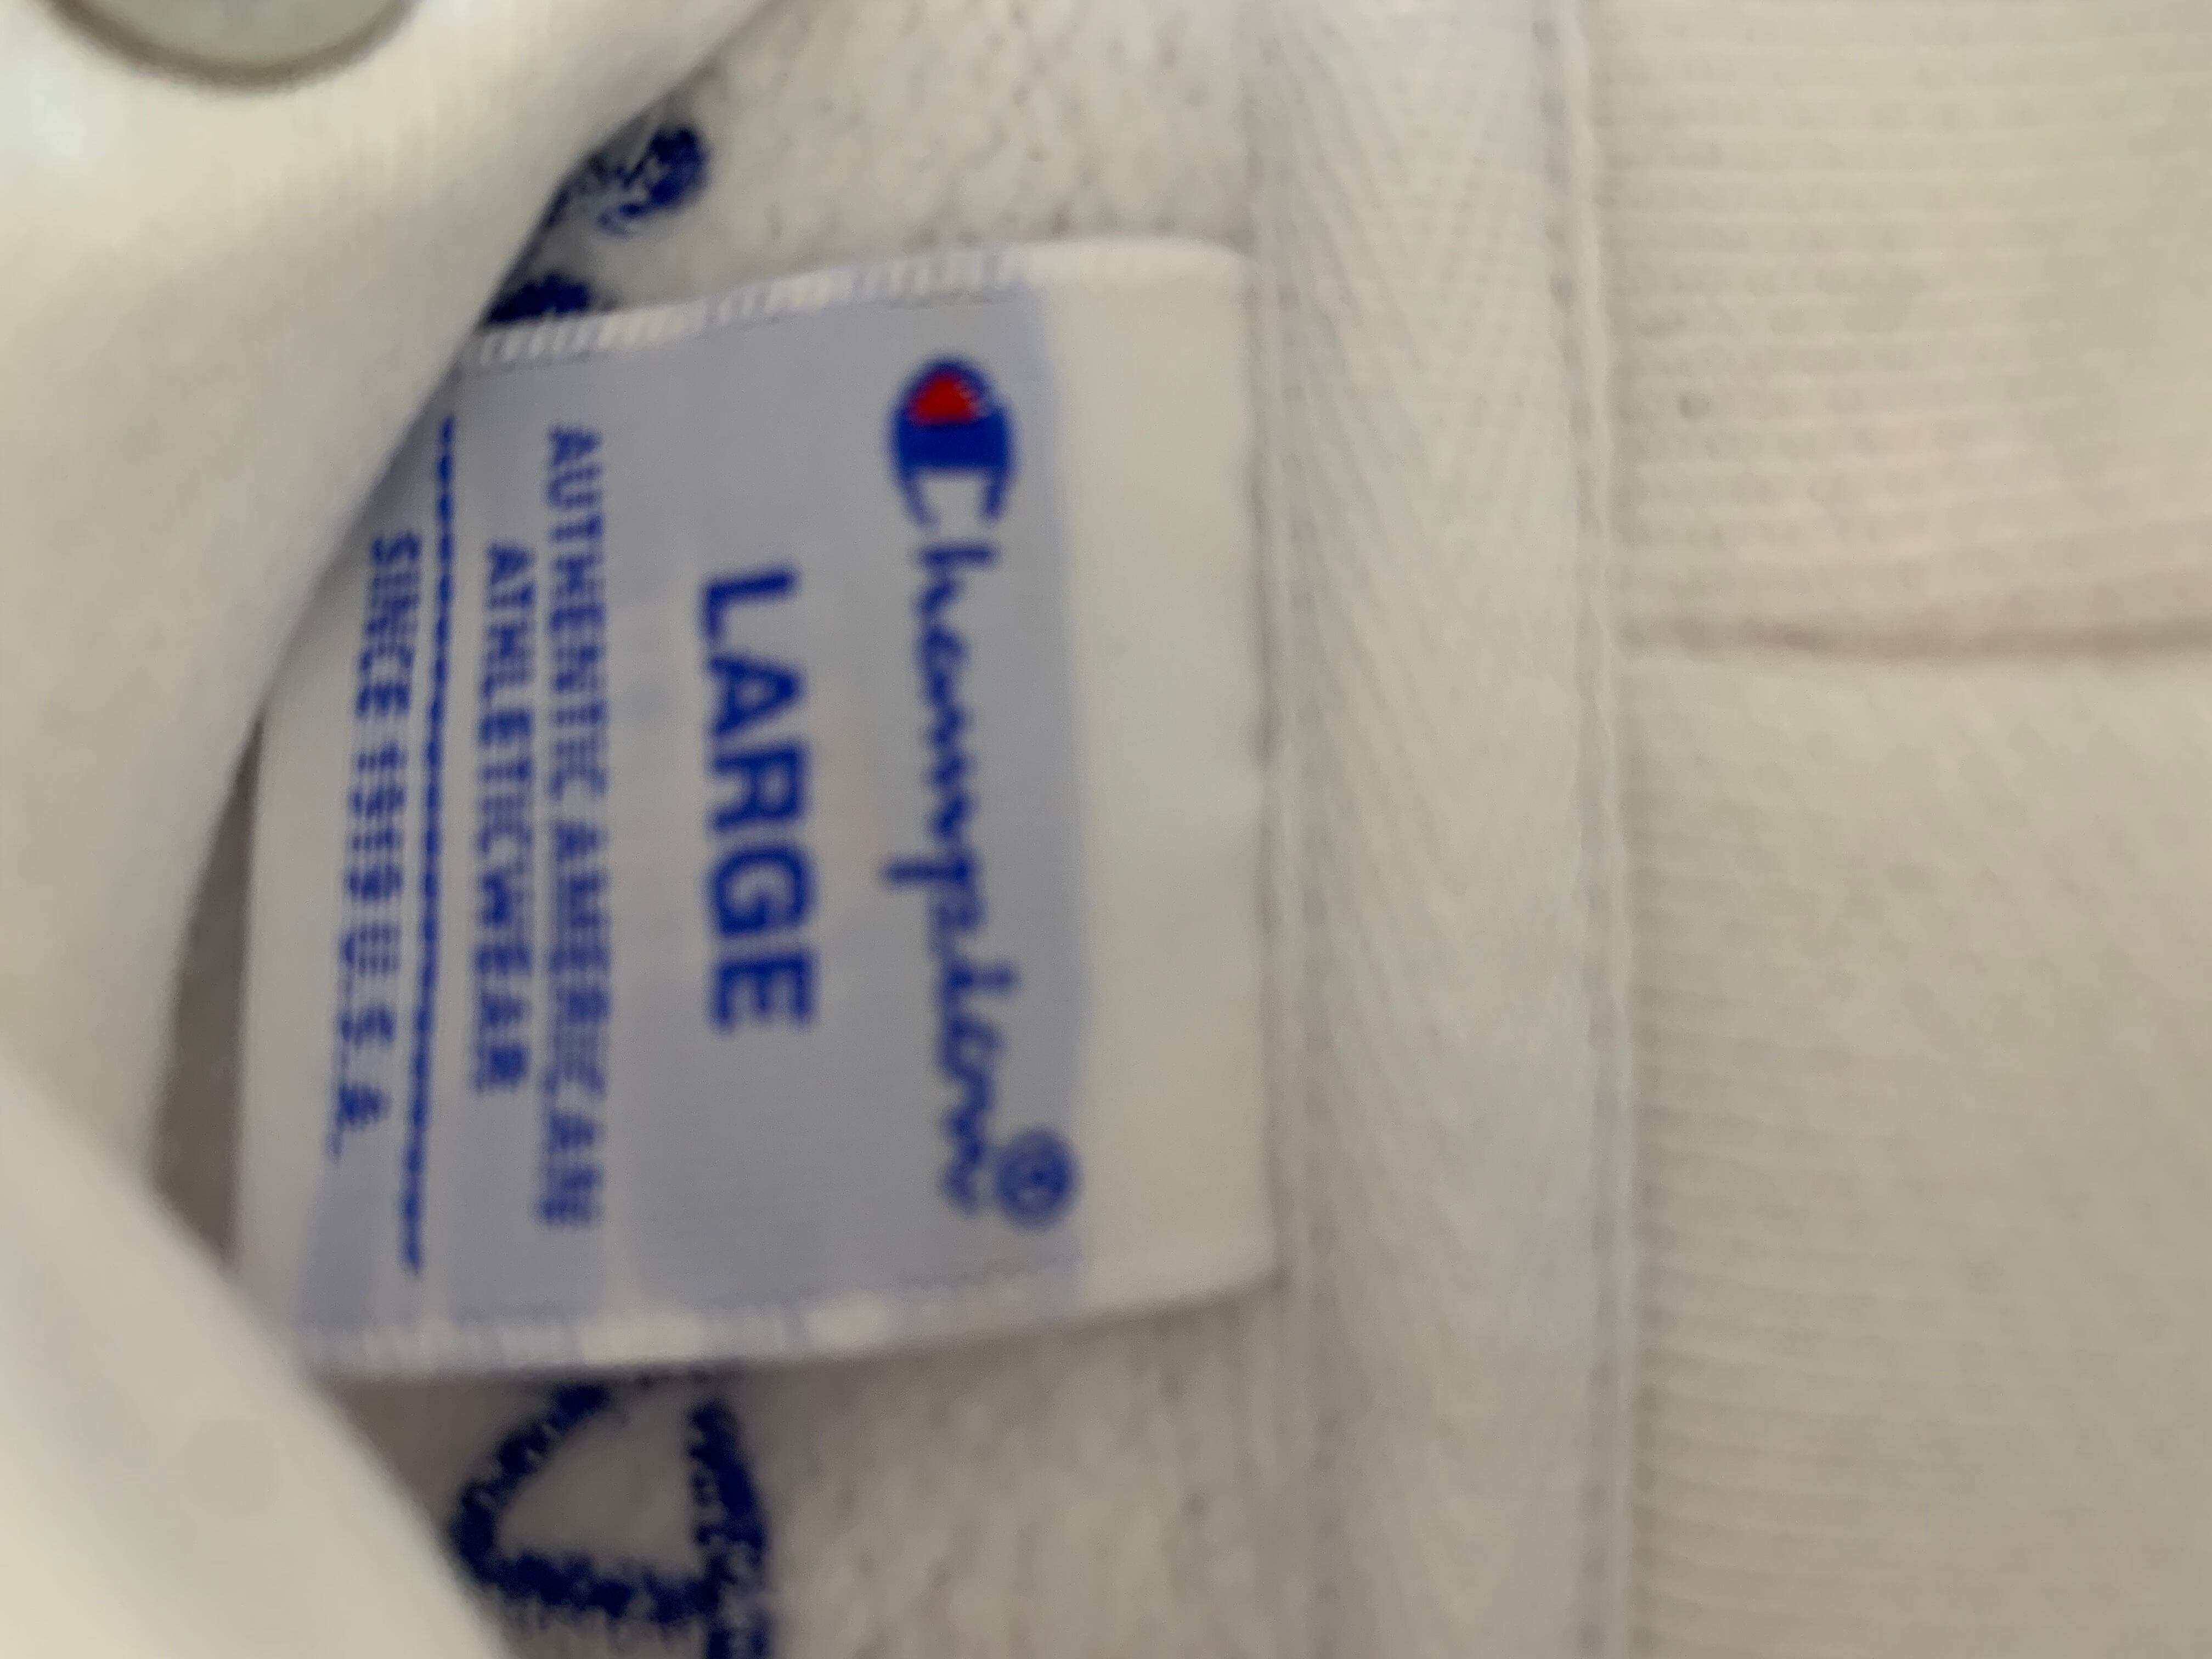 Champion®
LARGE
AUTHENTIC AMERICAN
ATHLETICWEAR
SINCE 1919 U.S.A.